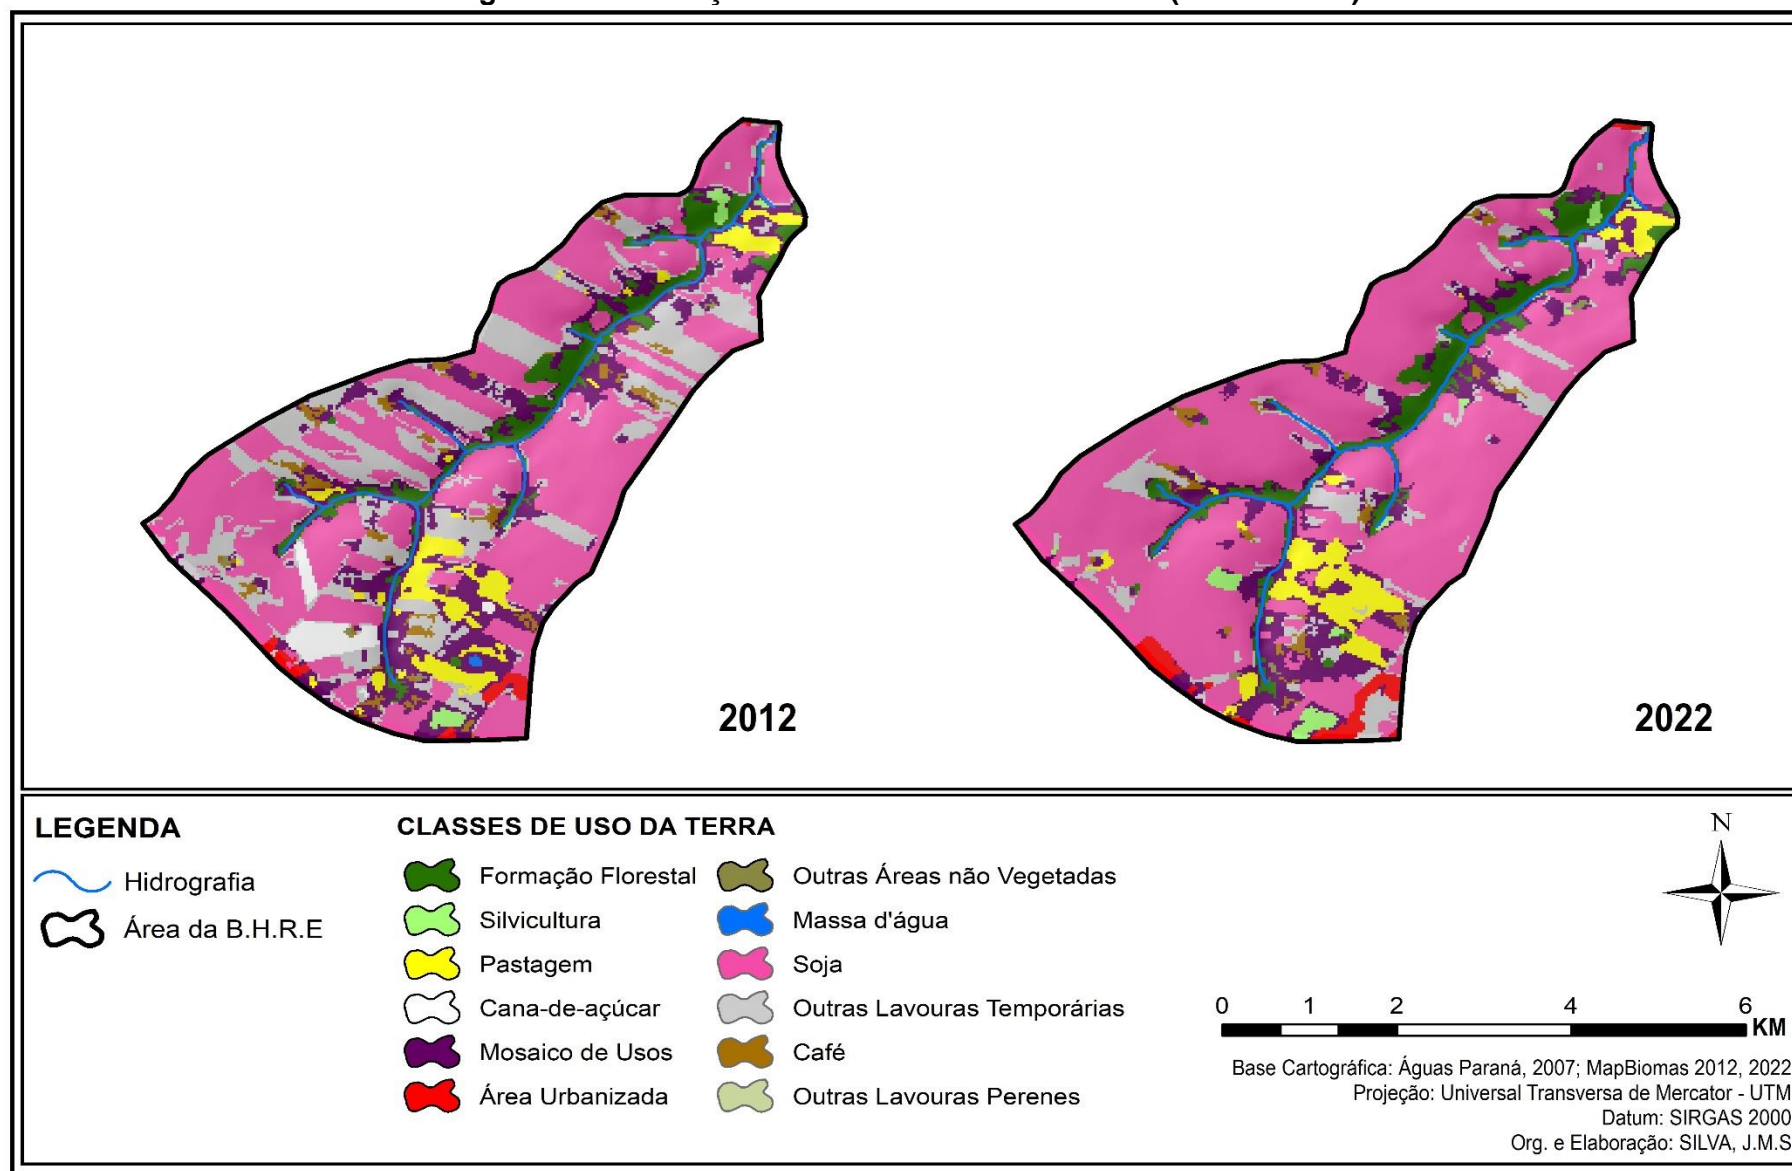 2012
2022
LEGENDA
Hidrografia
Área da B.H.R.E
CLASSES DE USO DA TERRA
Formação Florestal
Silvicultura
Pastagem
Cana-de-açúcar
Mosaico de Usos
Área Urbanizada
Outras Áreas não Vegetadas
Massa d'água
Soja
Outras Lavouras Temporárias
Café
Outras Lavouras Perenes
N
0 1 2 4 6
KM
Base Cartográfica: Águas Paraná, 2007; MapBiomas 2012, 2022
Projeção: Universal Transversa de Mercator - UTM
Datum: SIRGAS 2000
Org. e Elaboração: SILVA, J.M.S